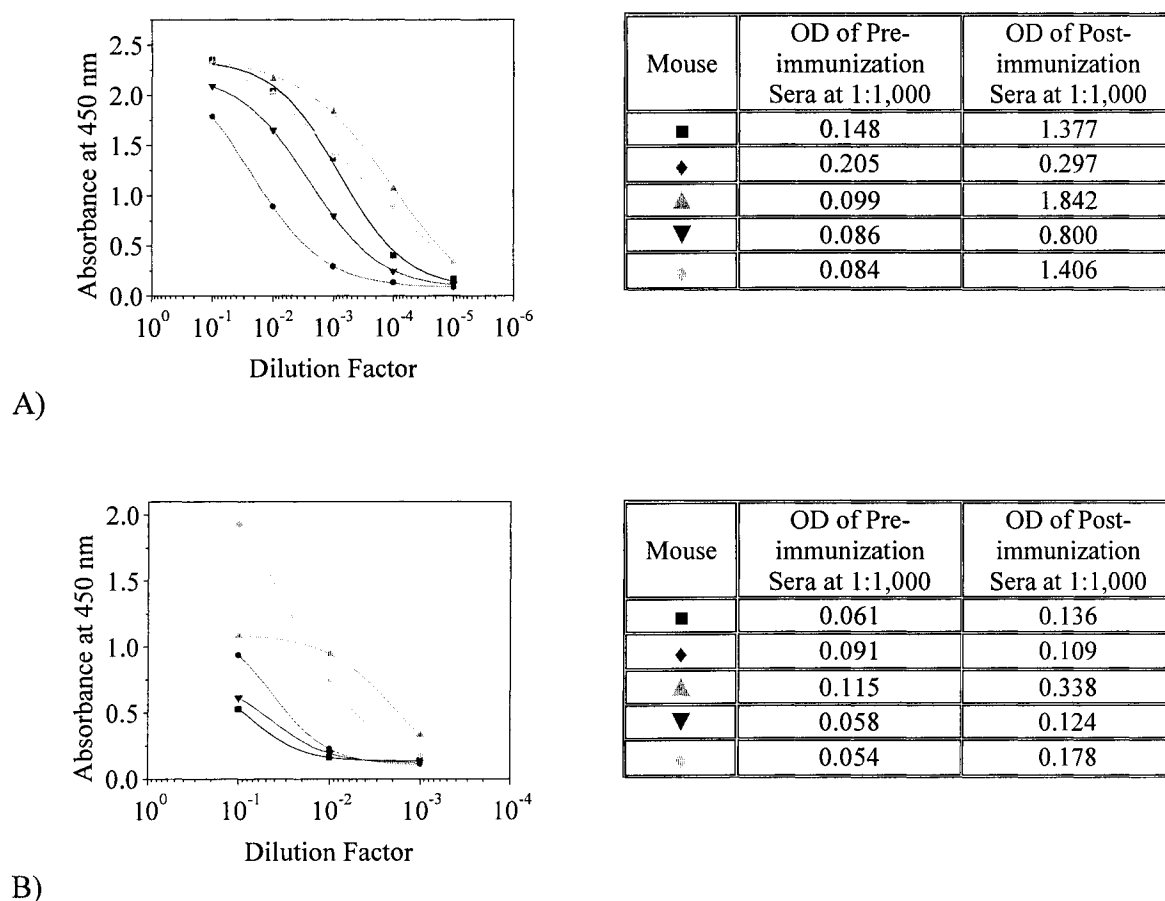 2.5
2.0
1.5
1.0
0.5
0.0
Absorbance at 450 nm
10^0 10^-1 10^-2 10^-3 10^-4 10^-5 10^-6
Dilution Factor
Mouse
OD of Pre-
immunization
Sera at 1:1,000
OD of Post-
immunization
Sera at 1:1,000
■ 0.148 1.377
♦ 0.205 0.297
▲ 0.099 1.842
▼ 0.086 0.800
● 0.084 1.406
A)
2.0
1.5
1.0
0.5
0.0
Absorbance at 450 nm
10^0 10^-1 10^-2 10^-3 10^-4
Dilution Factor
Mouse
OD of Pre-
immunization
Sera at 1:1,000
OD of Post-
immunization
Sera at 1:1,000
■ 0.061 0.136
♦ 0.091 0.109
▲ 0.115 0.338
▼ 0.058 0.124
● 0.054 0.178
B)